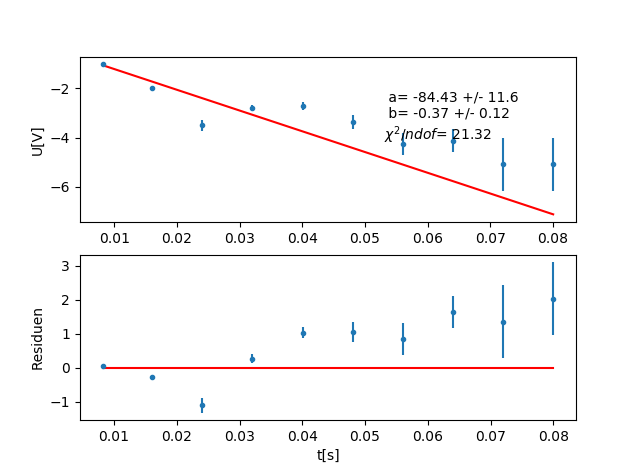 −2
−4
−6
U[V]
a= -84.43 +/- 11.6
b= -0.37 +/- 0.12
χ²/ndof= 21.32
0.01 0.02 0.03 0.04 0.05 0.06 0.07 0.08
3
2
1
0
−1
Residuen
0.01 0.02 0.03 0.04 0.05 0.06 0.07 0.08
t[s]